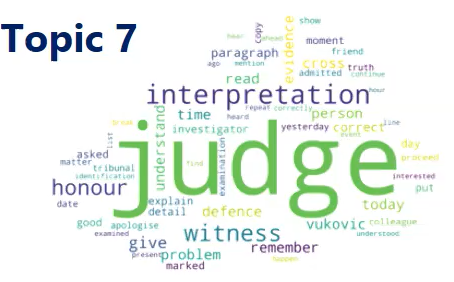 Topic 7
hear ahead copy show
evidence moment
paragraph friend
ago mention cross truth
read admitted continue
interpretation hour
time repeat correctly person
understand investigator heard yesterday correct line
break event
judge
list asked examination find day
matter tribunal proceed
identification interested
honour explain put
date detail defence today
good apologise vukovic colleague
examined give witness remember understood
present problem happen
marked